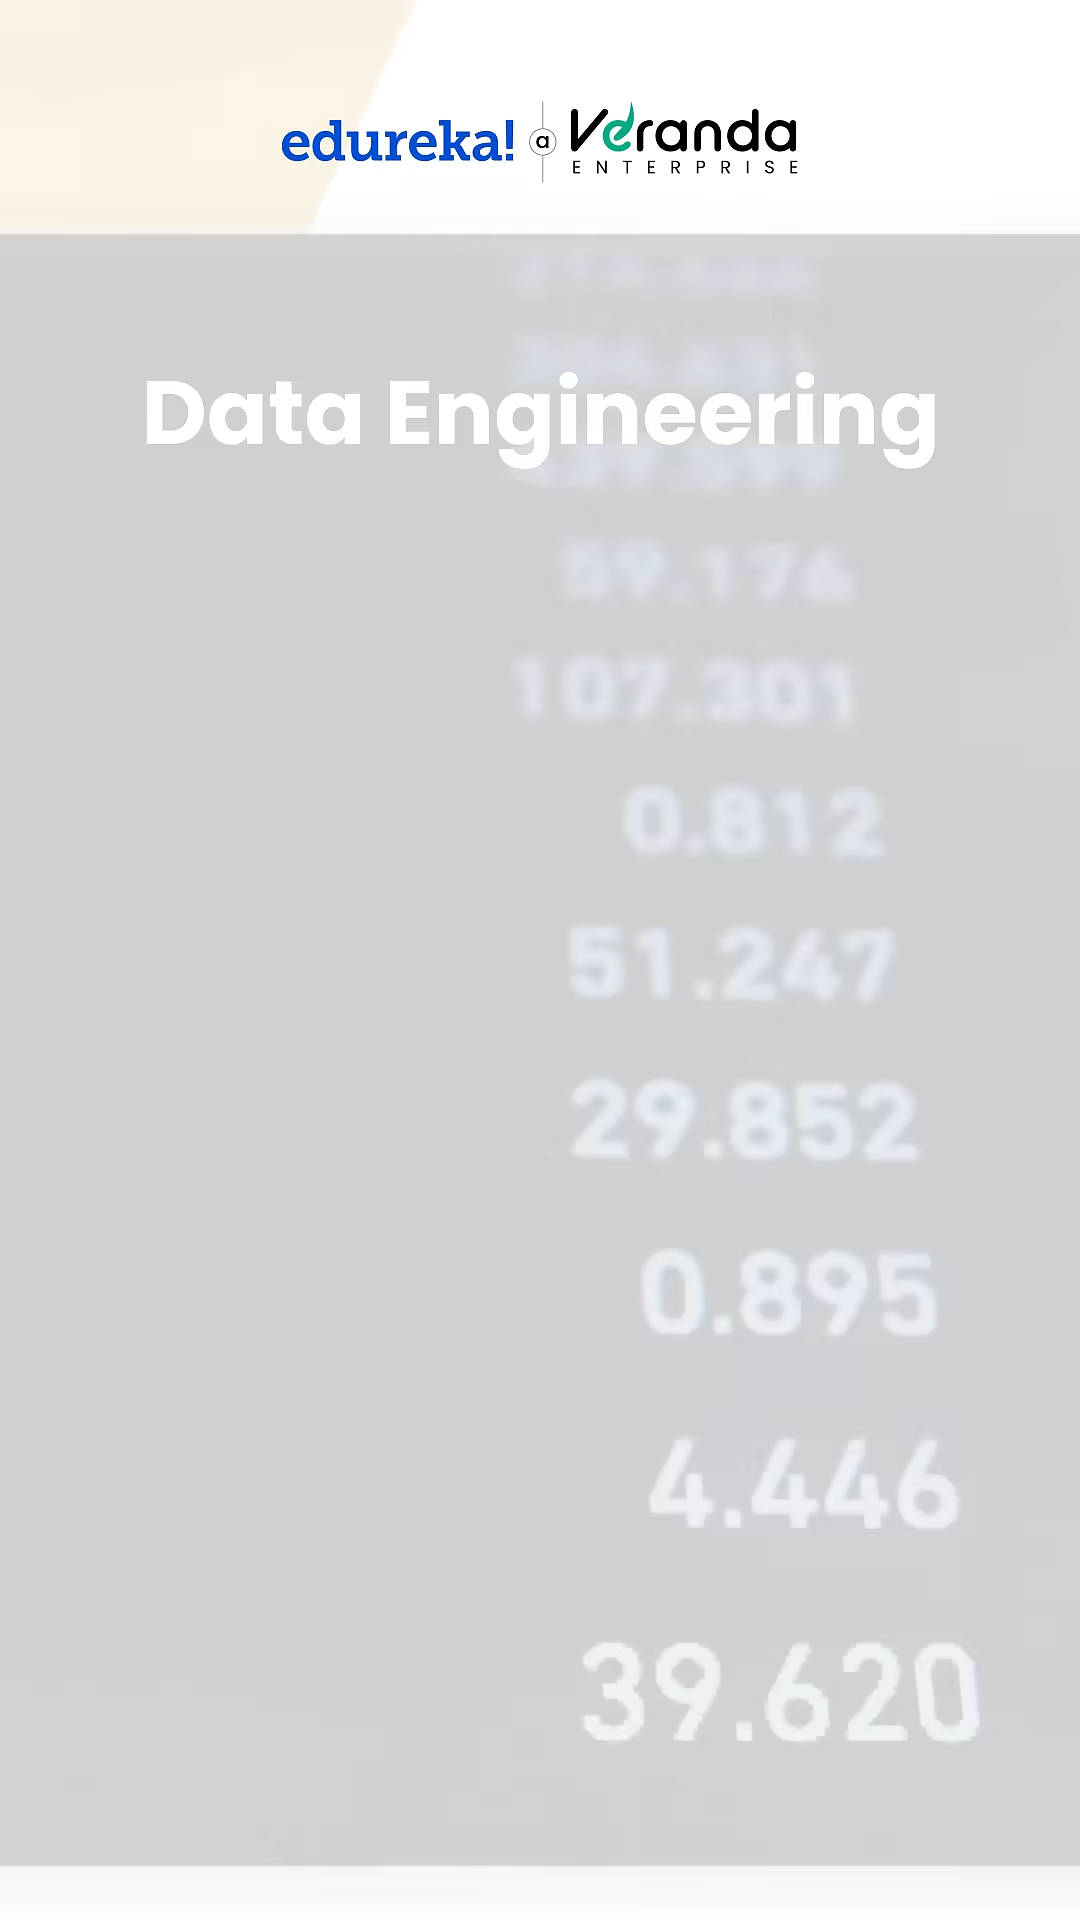 edureka! a Veranda
ENTERPRISE
Data Engineering
59.176
107.301
0.812
51.247
29.852
0.895
4.446
39.620